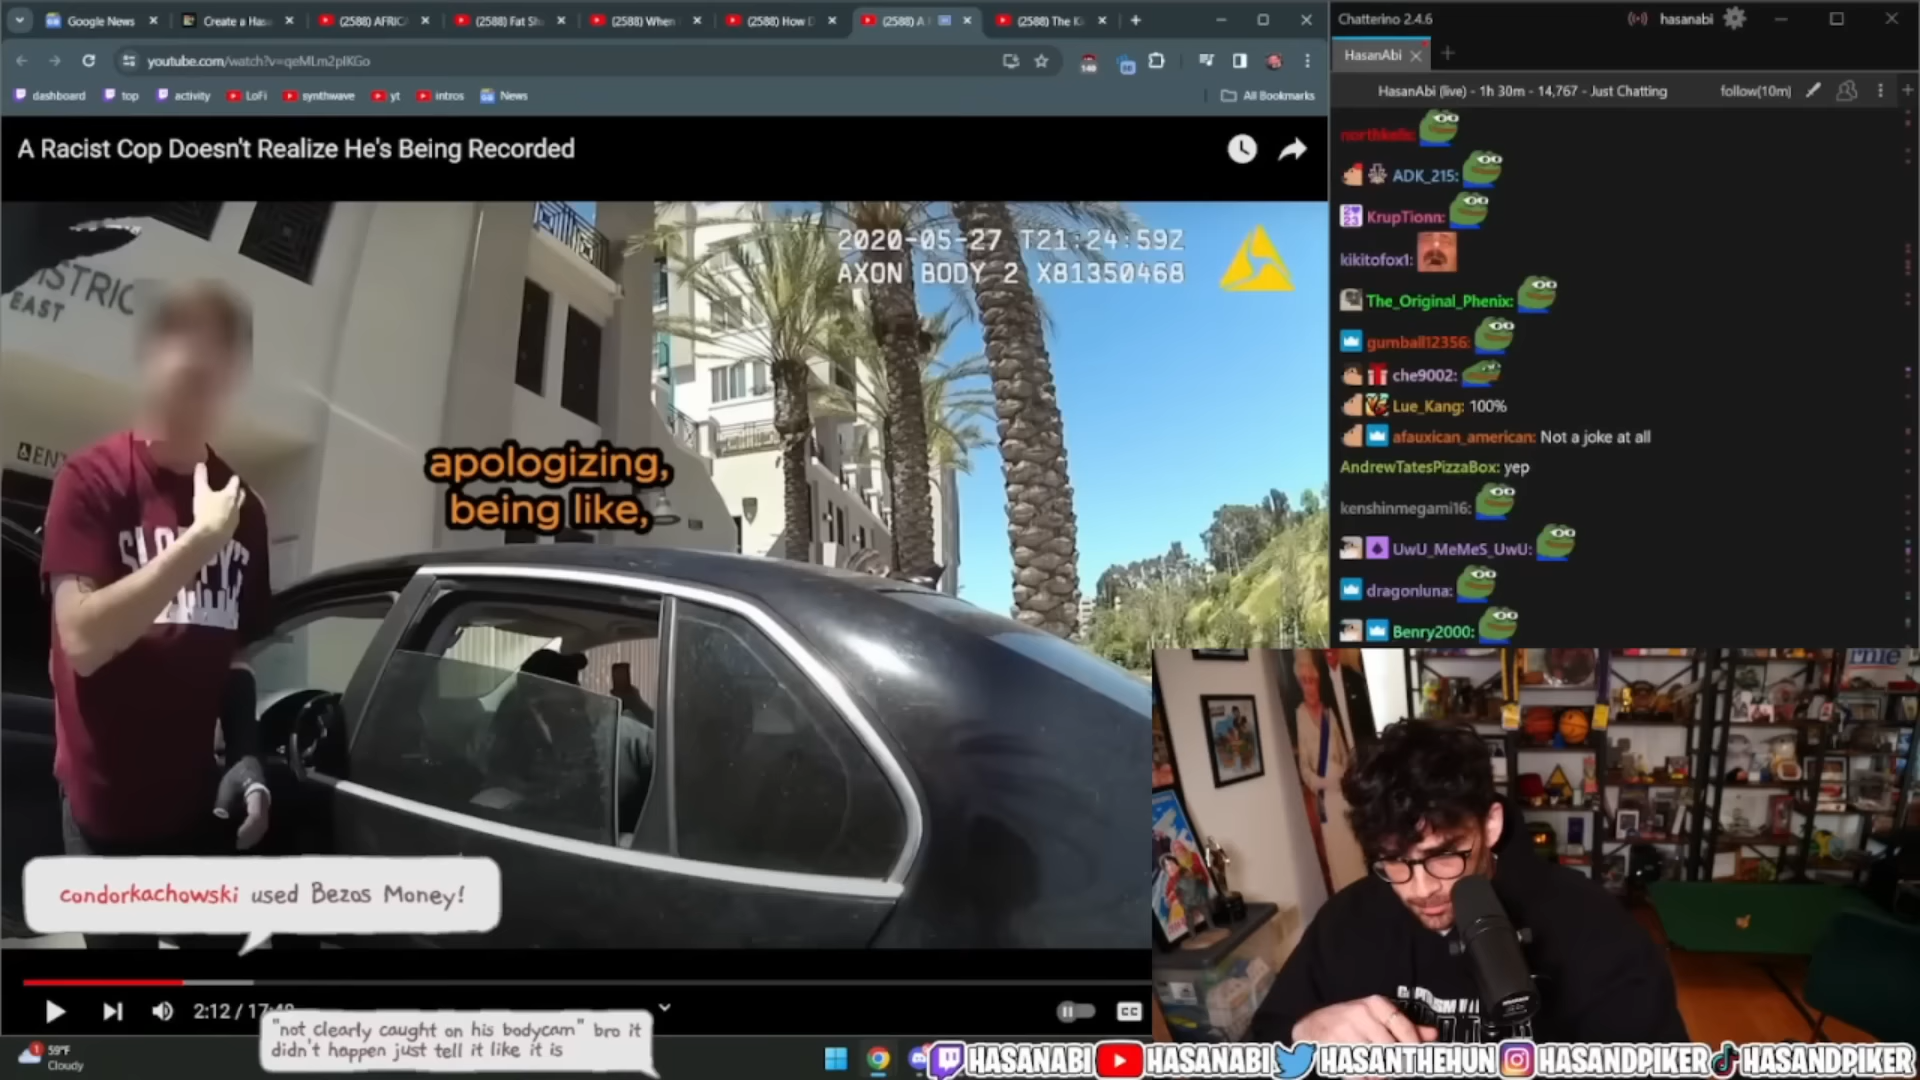 Google News
Create a Has
(2588) AFRIC
(2588) Fat Sh
(2588) When
(2588) How D
(2588) A
(2588) The K
youtube.com/watch?v=qeMLm2pIKGo
dashboard
top
activity
LoFi
synthwave
yt
intros
News
All Bookmarks
A Racist Cop Doesn't Realize He's Being Recorded
2020-05-27 T21:24:59Z
AXON BODY 2 X81350468
ISTRIC
EAST
apologizing,
being like,
condorkachowski used Bezos Money!
2:12
"not clearly caught on his bodycam" bro it
didn't happen just tell it like it is
59°F
Cloudy
Chatterino 2.4.6
hasanabi
HasanAbi
HasanAbi (live) - 1h 30m - 14,767 - Just Chatting
follow(10m)
ADK_215:
KrupTionn:
kikitofox1:
The_Original_Phenix:
gumball12356:
che9002:
Lue_Kang: 100%
afauxican_american: Not a joke at all
AndrewTatesPizzaBox: yep
kenshinmegami16:
UwU_MeMeS_UwU:
dragonluna:
Benry2000:
HASANABI
HASANABI
HASANTHEHUN
HASANDPIKER
HASANDPIKER